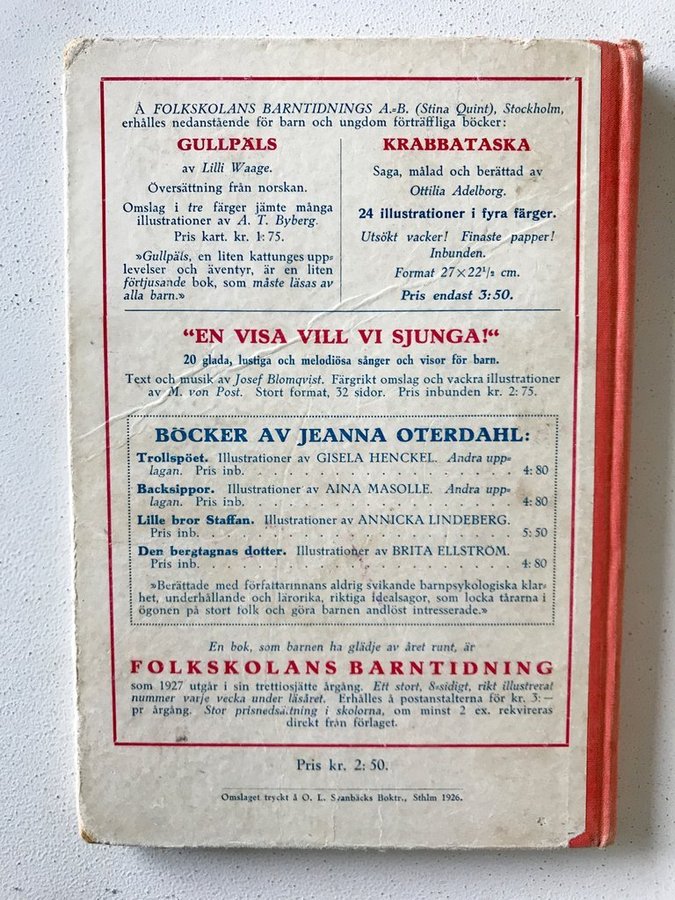 Å FOLKSKOLANS BARNTIDNINGS A.=B. (Stina Quint), Stockholm,
erhålles nedanstående för barn och ungdom förträffliga böcker:
GULLPÄLS
av Lilli Waage.
Översättning från norskan.
Omslag i tre färger jämte många
illustrationer av A. T. Byberg.
Pris kart. kr. 1:75.
»Gullpäls, en liten kattunges upp=
levelser och äventyr, är en liten
förtjusande bok, som måste läsas av
alla barn.»
KRABBATASKA
Saga, målad och berättad av
Ottilia Adelborg.
24 illustrationer i fyra färger.
Utsökt vacker! Finaste papper!
Inbunden.
Format 27×22¹/₂ cm.
Pris endast 3:50.
"EN VISA VILL VI SJUNGA!"
20 glada, lustiga och melodiösa sånger och visor för barn.
Text och musik av Josef Blomqvist. Färgrikt omslag och vackra illustrationer
av M. von Post. Stort format, 32 sidor. Pris inbunden kr. 2:75.
BÖCKER AV JEANNA OTERDAHL:
Trollspöet. Illustrationer av GISELA HENCKEL. Andra upp=
lagan. Pris inb. . . . . . . . . . . . . . . . . . . 4:80
Backsippor. Illustrationer av AINA MASOLLE. Andra upp=
lagan. Pris inb. . . . . . . . . . . . . . . . . . . 4:80
Lille bror Staffan. Illustrationer av ANNICKA LINDEBERG.
Pris inb. . . . . . . . . . . . . . . . . . . . . . 5:50
Den bergtagnas dotter. Illustrationer av BRITA ELLSTRÖM.
Pris inb. . . . . . . . . . . . . . . . . . . . . . 4:80
»Berättade med författarinnans aldrig svikande barnpsykologiska klar=
het, underhållande och lärorika, riktiga idealsagor, som locka tårarna i
ögonen på stort folk och göra barnen andlöst intresserade.»
En bok, som barnen ha glädje av året runt, är
FOLKSKOLANS BARNTIDNING
som 1927 utgår i sin trettiosjätte årgång. Ett stort, 8=sidigt, rikt illustrerat
nummer varje vecka under läsåret. Erhålles å postanstalterna för kr. 3:—
pr årgång. Stor prisnedsättning i skolorna, om minst 2 ex. rekvireras
direkt från förlaget.
Pris kr. 2:50.
Omslaget tryckt å O. L. Svanbäcks Boktr., Sthlm 1926.